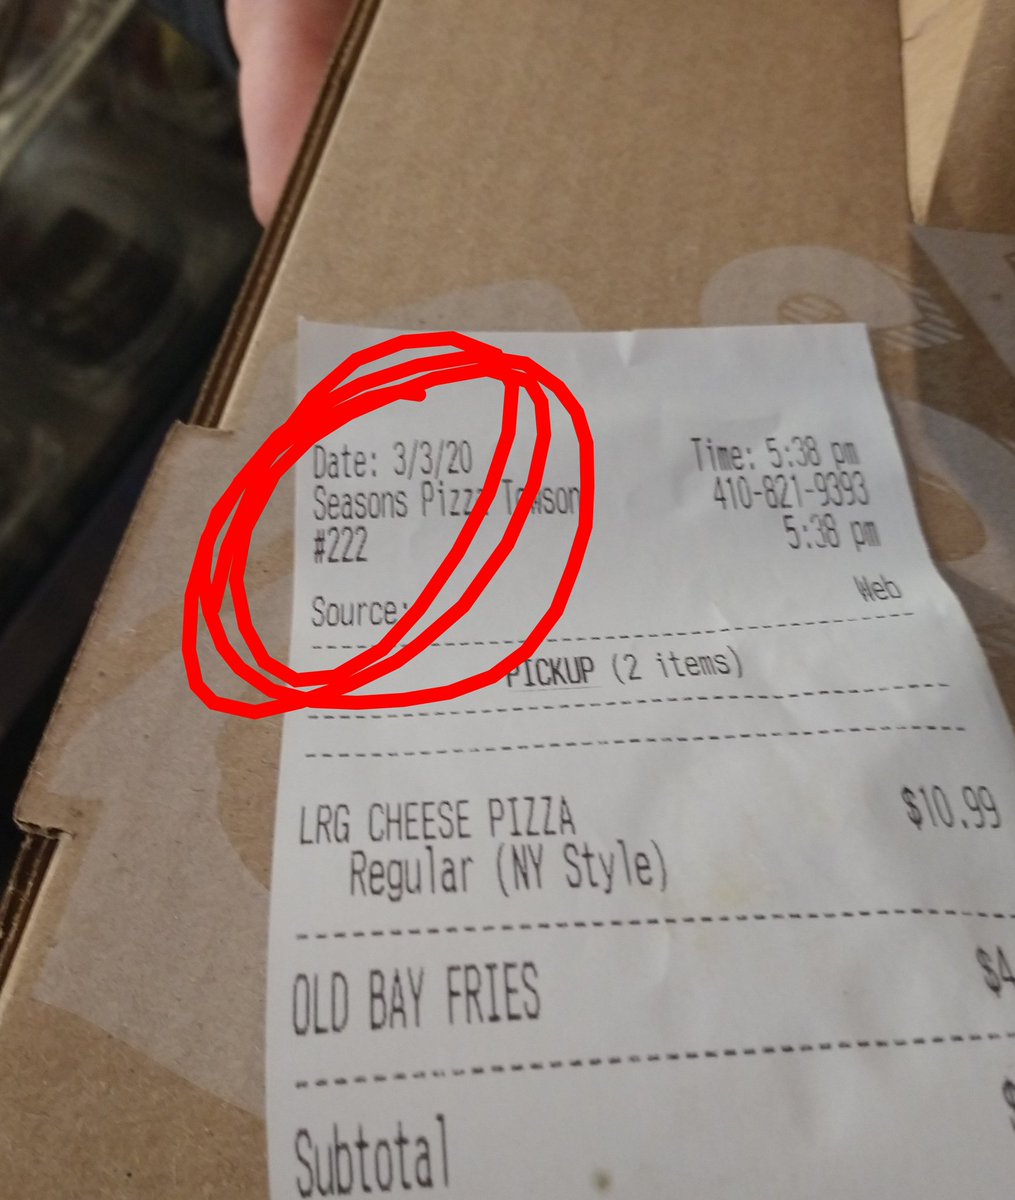 Date: 3/3/20 Time: 5:38 pm
Seasons Pizza Towson 410-821-9393
#222 5:38 pm
Source: Web
PICKUP (2 items)
LRG CHEESE PIZZA $10.99
Regular (NY Style)
OLD BAY FRIES $4
Subtotal $